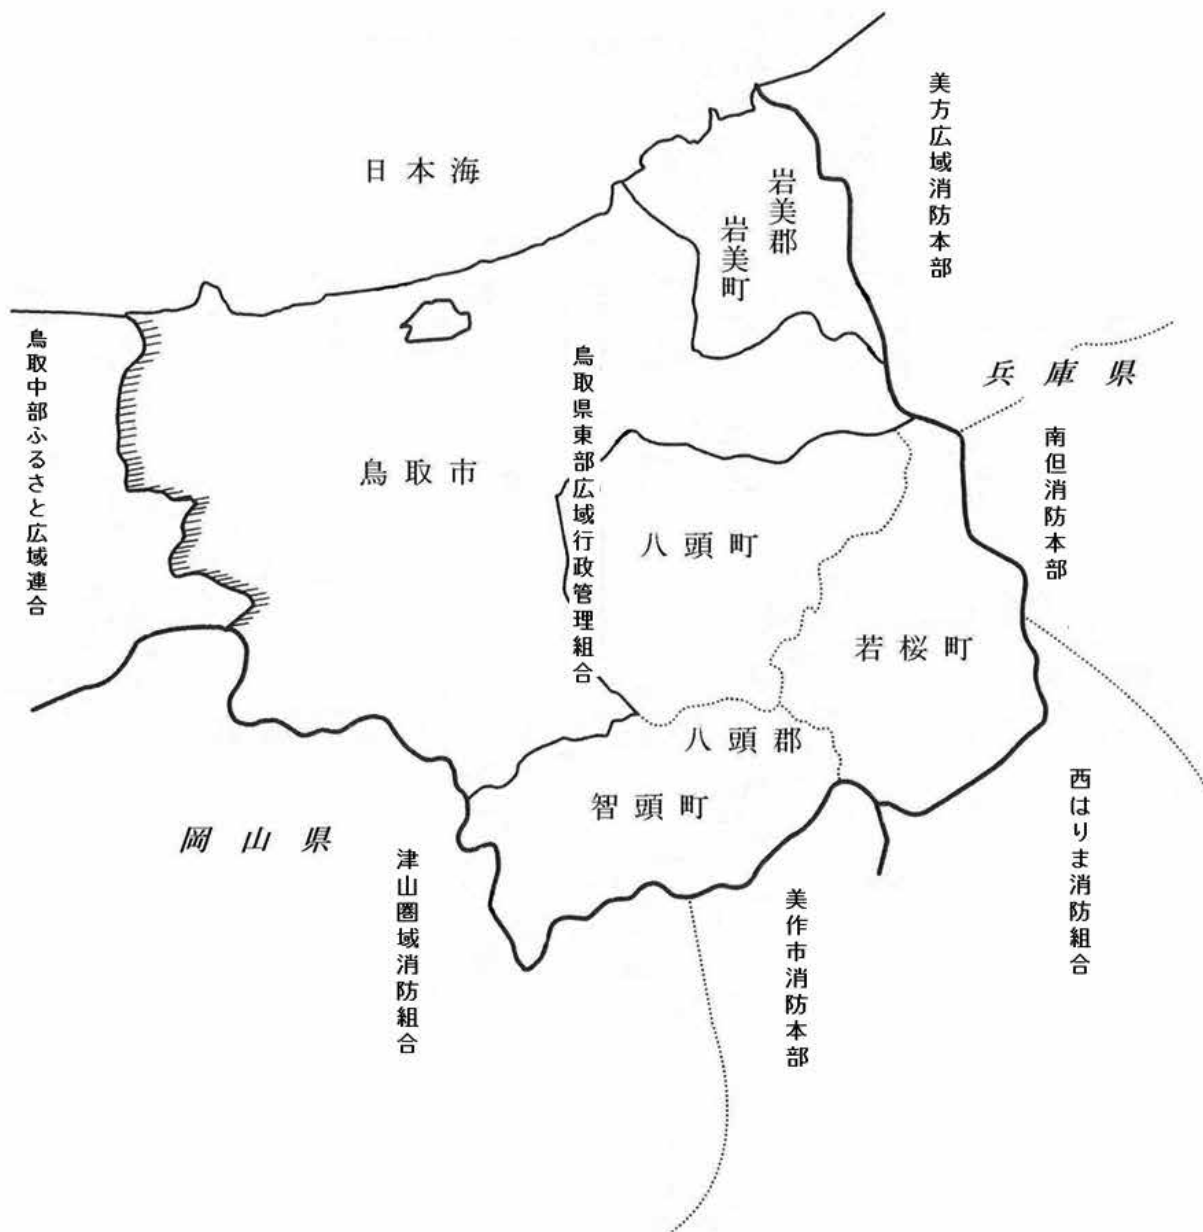 日本海
美方広域消防本部
岩美郡
岩美町
兵庫県
鳥取中部ふるさと広域連合
鳥取市
鳥取県東部広域行政管理組合
八頭町
南但消防本部
若桜町
八頭郡
智頭町
岡山県
津山圏域消防組合
美作市消防本部
西はりま消防組合